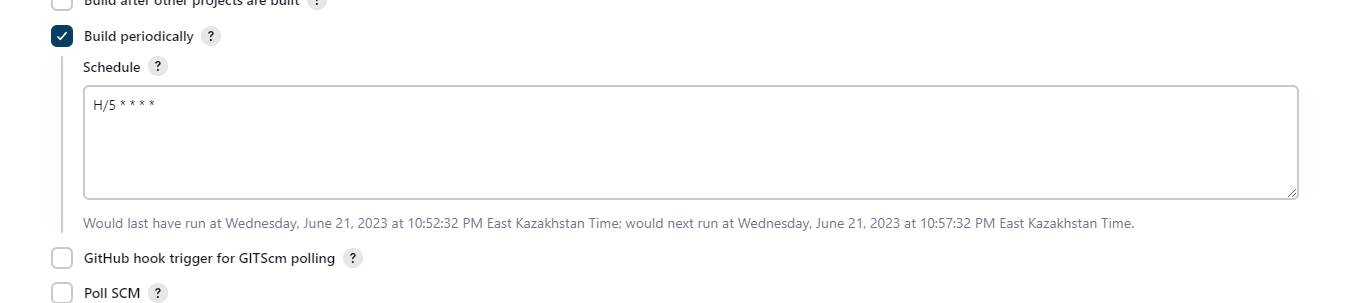 Build after other projects are built ?
Build periodically ?
Schedule ?
H/5 * * * *
Would last have run at Wednesday, June 21, 2023 at 10:52:32 PM East Kazakhstan Time; would next run at Wednesday, June 21, 2023 at 10:57:32 PM East Kazakhstan Time.
GitHub hook trigger for GITScm polling ?
Poll SCM ?